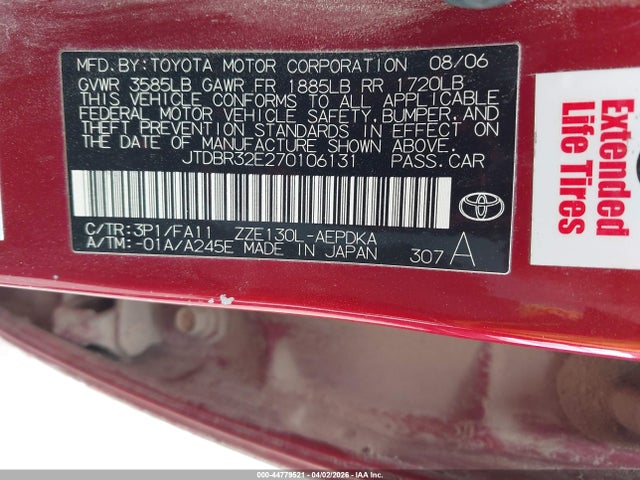 MFD.BY:TOYOTA MOTOR CORPORATION 08/06
GVWR 3585LB GAWR FR 1885LB RR 1720LB
THIS VEHICLE CONFORMS TO ALL APPLICABLE
FEDERAL MOTOR VEHICLE SAFETY,BUMPER,AND
THEFT PREVENTION STANDARDS IN EFFECT ON
THE DATE OF MANUFACTURE SHOWN ABOVE.
JTDBR32E270106131 PASS.CAR
C/TR:3P1/FA11 ZZE130L-AEPDKA
A/TM:-01A/A245E MADE IN JAPAN 307 A
Extended
Life Tires
000-44779521 - 04/02/2026 - IAA Inc.